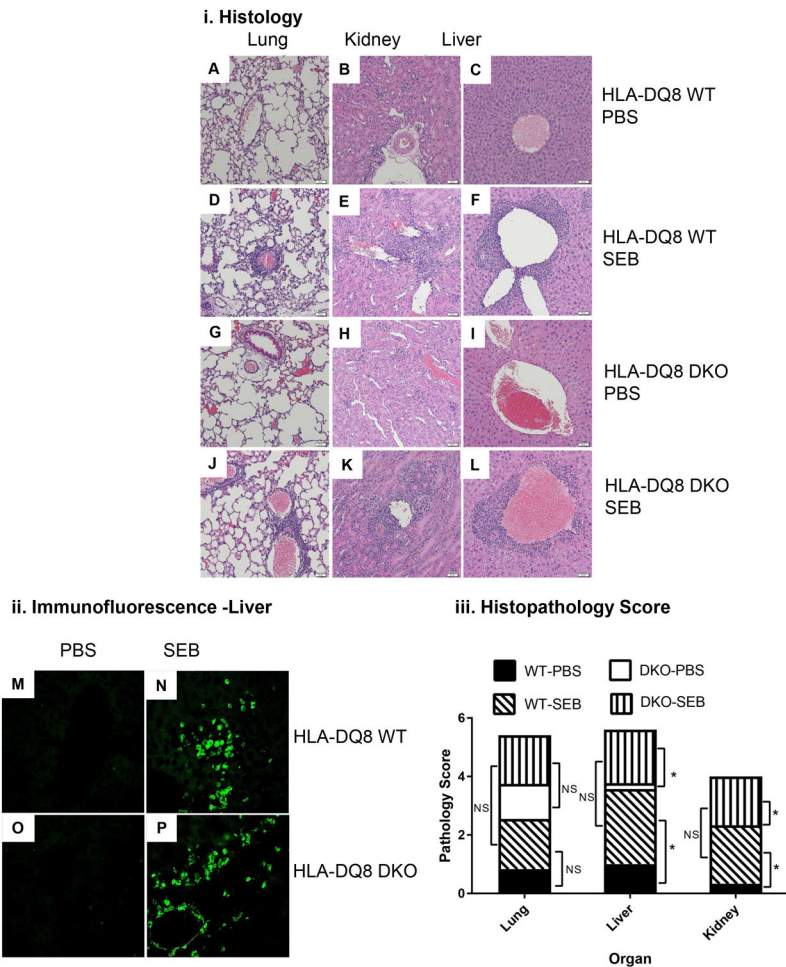 i. Histology
Lung Kidney Liver
A B C
HLA-DQ8 WT
PBS
D E F
HLA-DQ8 WT
SEB
G H I
HLA-DQ8 DKO
PBS
J K L
HLA-DQ8 DKO
SEB
ii. Immunofluorescence -Liver
PBS SEB
M N
HLA-DQ8 WT
O P
HLA-DQ8 DKO
iii. Histopathology Score
WT-PBS DKO-PBS
WT-SEB DKO-SEB
Pathology Score
6
4
2
0
NS NS NS
NS * *
NS * *
Lung Liver Kidney
Organ